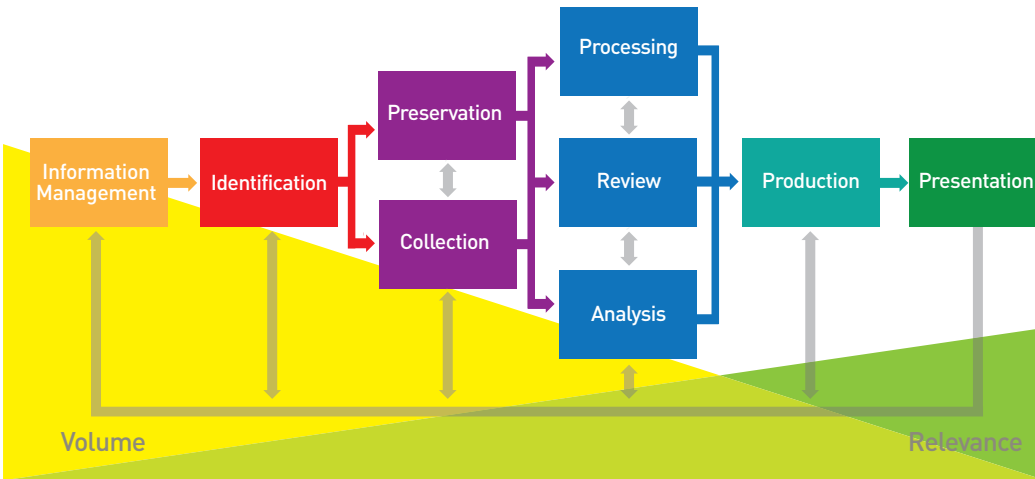 Information
Management
Identification
Preservation
Collection
Processing
Review
Analysis
Production
Presentation
Volume
Relevance